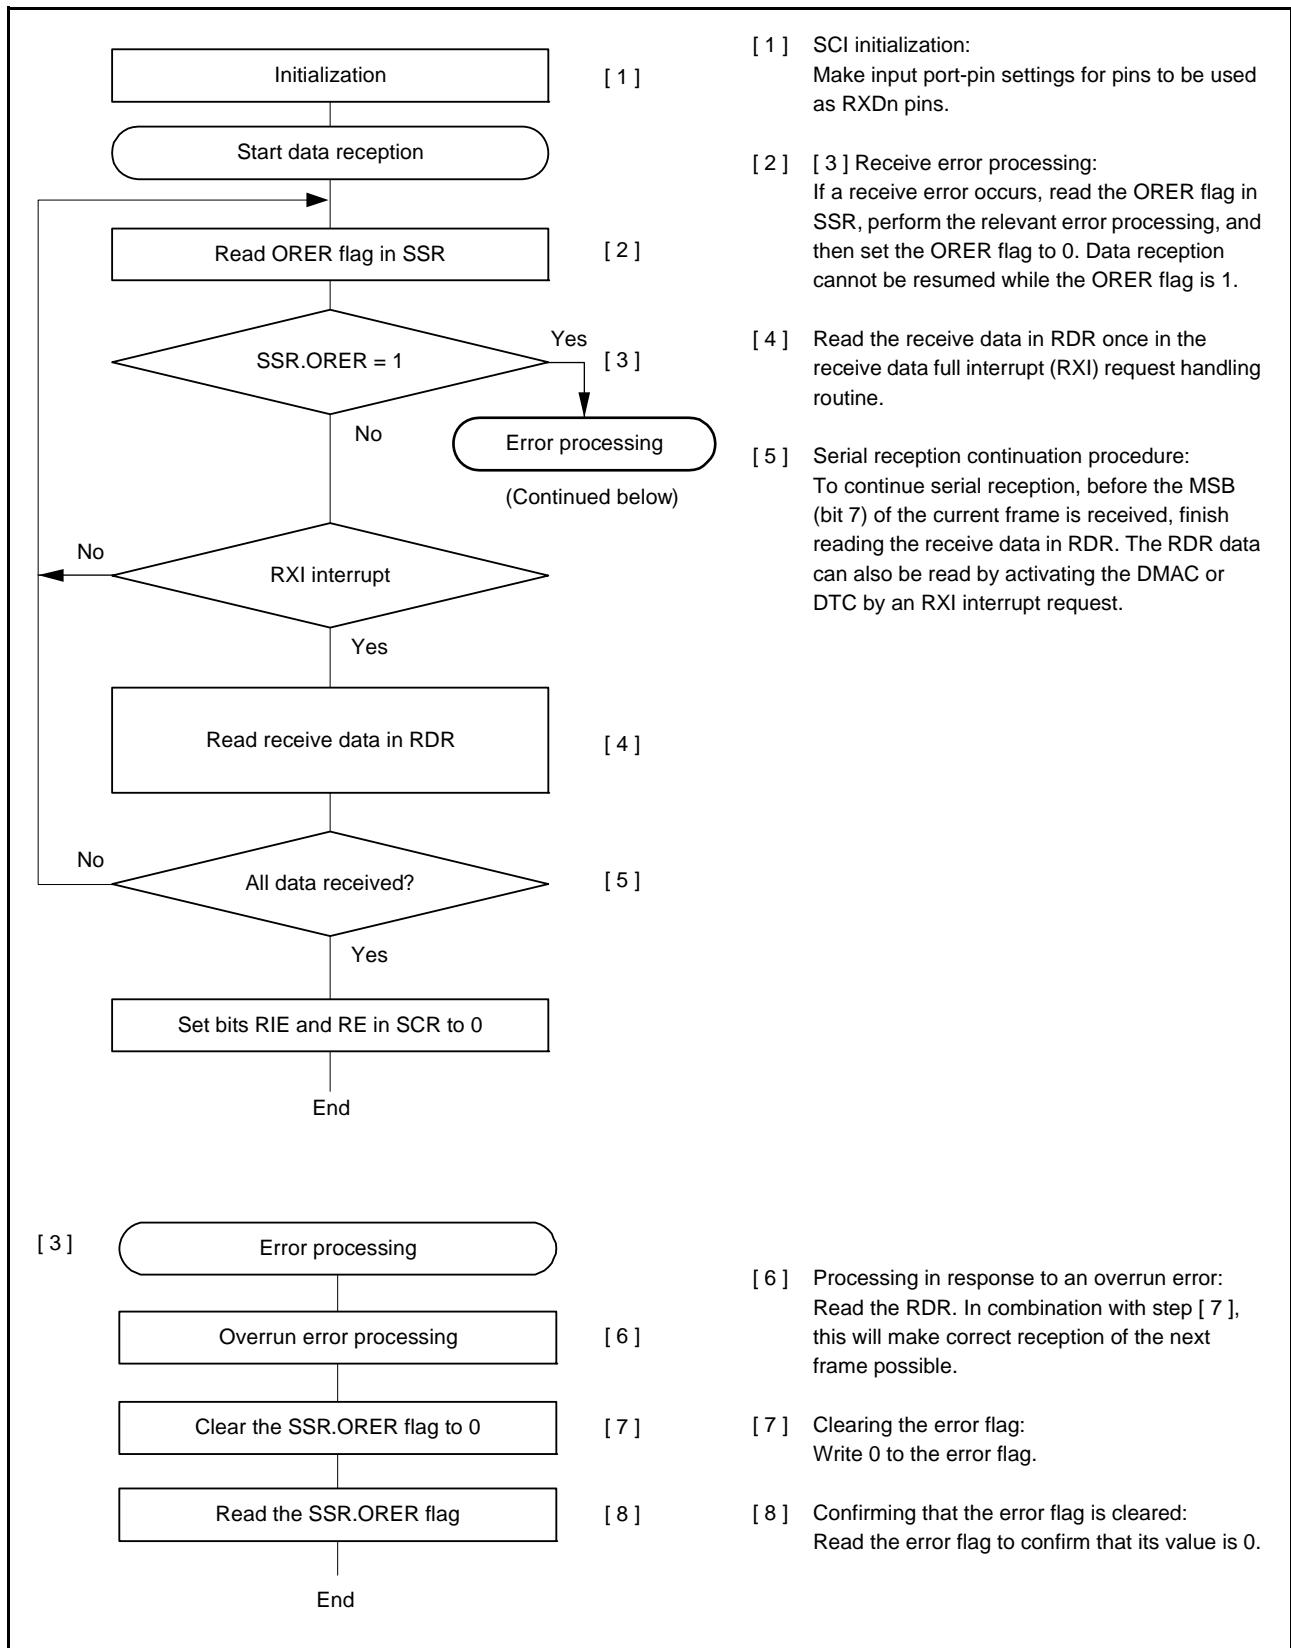 Initialization
[ 1 ]
Start data reception
Read ORER flag in SSR
[ 2 ]
SSR.ORER = 1
Yes
[ 3 ]
No
Error processing
(Continued below)
No
RXI interrupt
Yes
Read receive data in RDR
[ 4 ]
No
All data received?
[ 5 ]
Yes
Set bits RIE and RE in SCR to 0
End
[ 1 ] SCI initialization:
Make input port-pin settings for pins to be used
as RXDn pins.
[ 2 ] [ 3 ] Receive error processing:
If a receive error occurs, read the ORER flag in
SSR, perform the relevant error processing, and
then set the ORER flag to 0. Data reception
cannot be resumed while the ORER flag is 1.
[ 4 ] Read the receive data in RDR once in the
receive data full interrupt (RXI) request handling
routine.
[ 5 ] Serial reception continuation procedure:
To continue serial reception, before the MSB
(bit 7) of the current frame is received, finish
reading the receive data in RDR. The RDR data
can also be read by activating the DMAC or
DTC by an RXI interrupt request.
[ 3 ]
Error processing
Overrun error processing
[ 6 ]
Clear the SSR.ORER flag to 0
[ 7 ]
Read the SSR.ORER flag
[ 8 ]
End
[ 6 ] Processing in response to an overrun error:
Read the RDR. In combination with step [ 7 ],
this will make correct reception of the next
frame possible.
[ 7 ] Clearing the error flag:
Write 0 to the error flag.
[ 8 ] Confirming that the error flag is cleared:
Read the error flag to confirm that its value is 0.